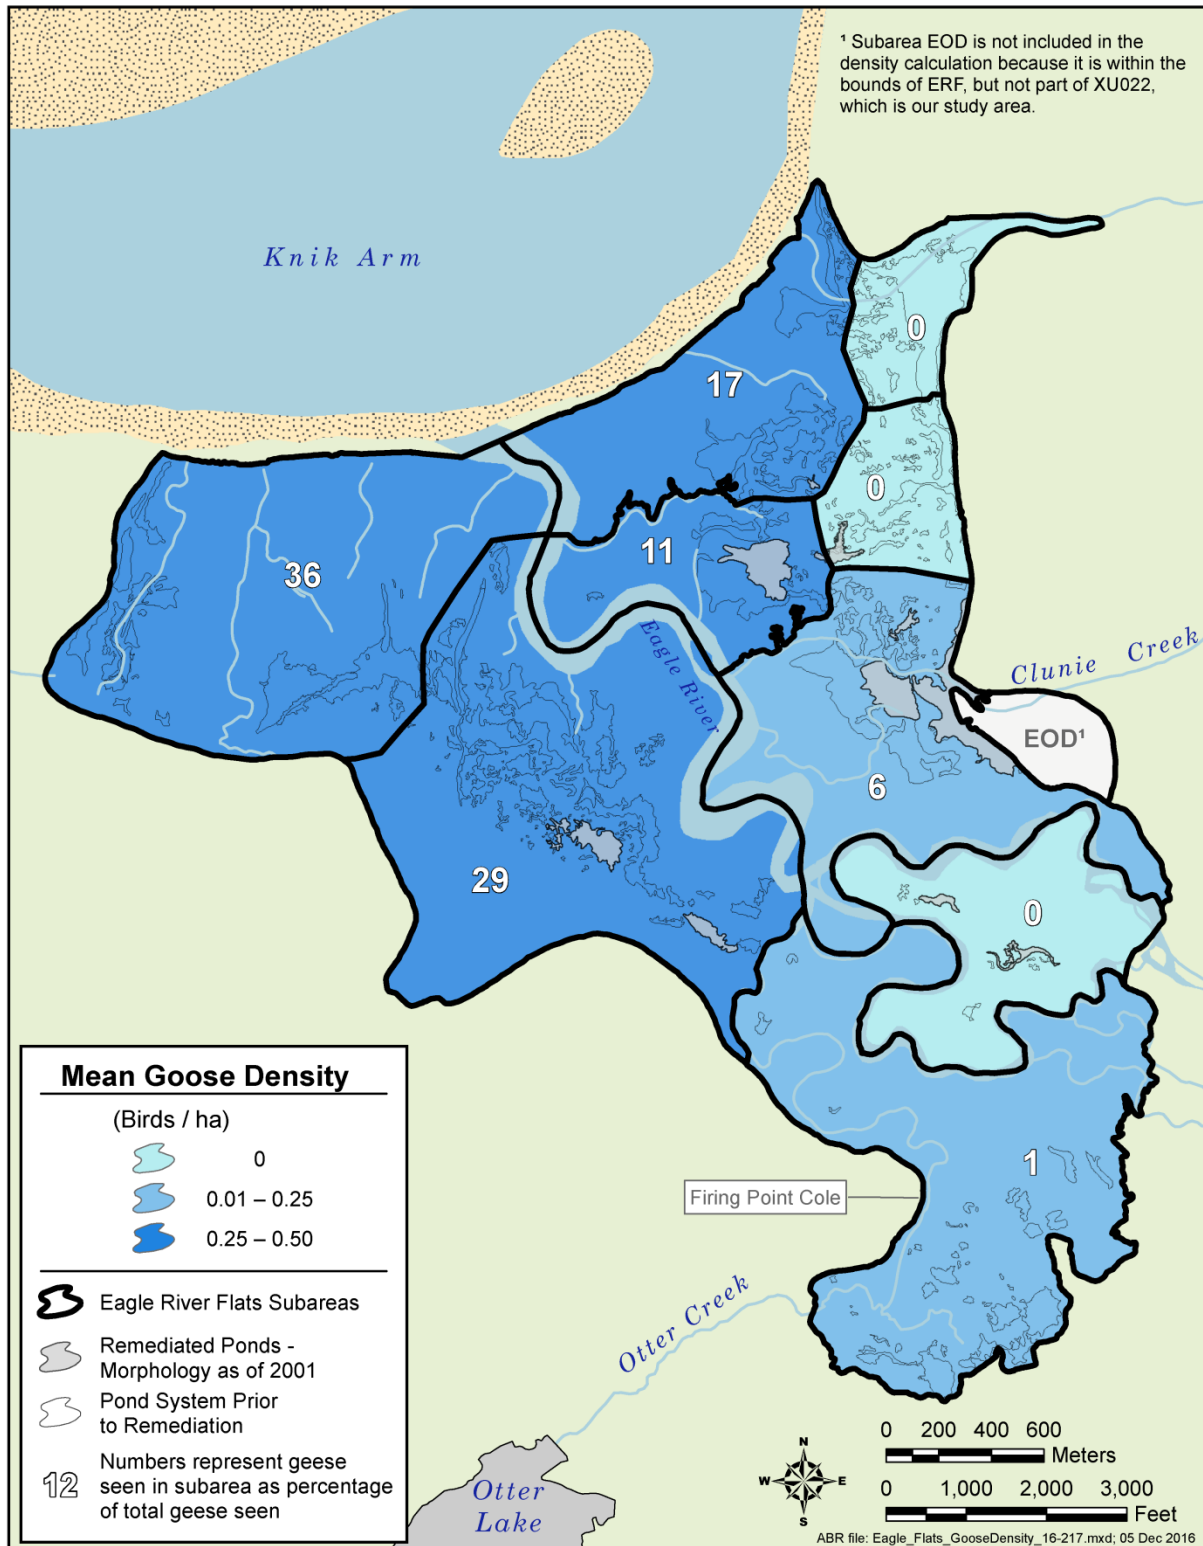 ¹ Subarea EOD is not included in the
density calculation because it is within the
bounds of ERF, but not part of XU022,
which is our study area.
Knik Arm
0
17
0
11
36
Eagle River
Clunie Creek
EOD¹
6
29
0
1
Firing Point Cole
Otter Creek
Otter
Lake
Mean Goose Density
(Birds / ha)
0
0.01 – 0.25
0.25 – 0.50
Eagle River Flats Subareas
Remediated Ponds -
Morphology as of 2001
Pond System Prior
to Remediation
12
Numbers represent geese
seen in subarea as percentage
of total geese seen
N
W E
S
0 200 400 600
Meters
0 1,000 2,000 3,000
Feet
ABR file: Eagle_Flats_GooseDensity_16-217.mxd; 05 Dec 2016